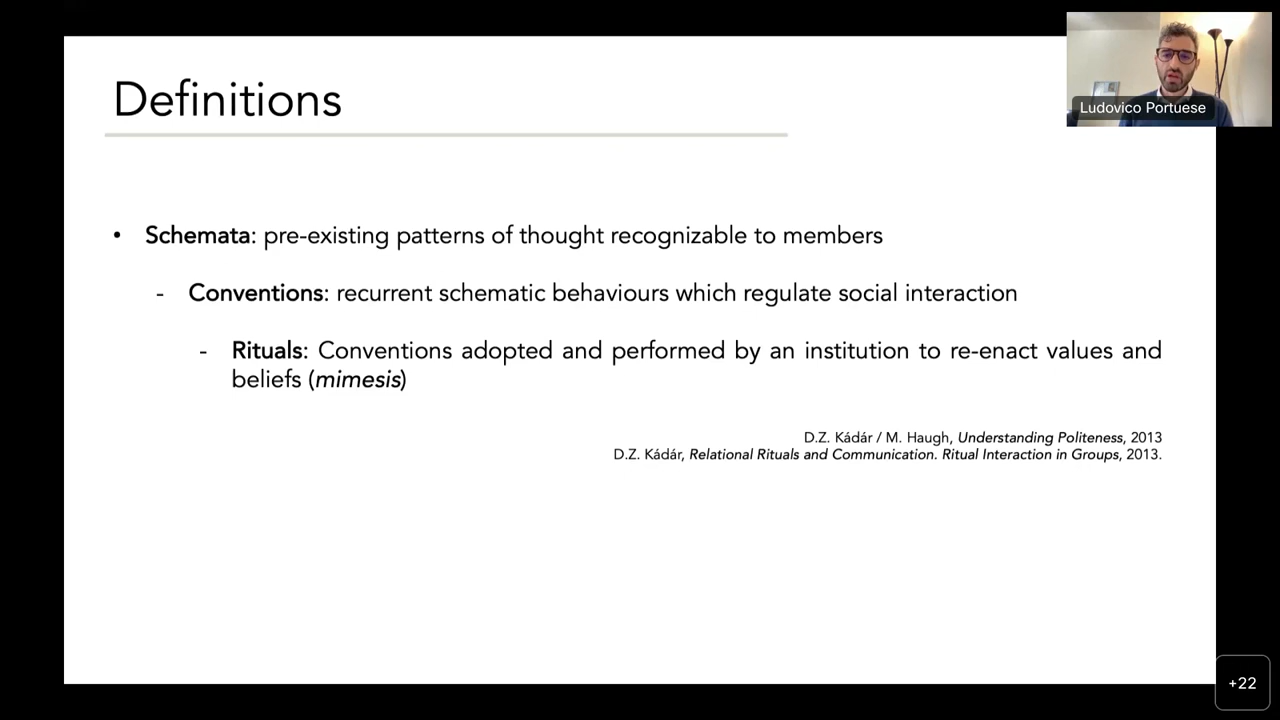 Definitions
Ludovico Portuese
• Schemata: pre-existing patterns of thought recognizable to members
- Conventions: recurrent schematic behaviours which regulate social interaction
- Rituals: Conventions adopted and performed by an institution to re-enact values and
beliefs (mimesis)
D.Z. Kádár / M. Haugh, Understanding Politeness, 2013
D.Z. Kádár, Relational Rituals and Communication. Ritual Interaction in Groups, 2013.
+22